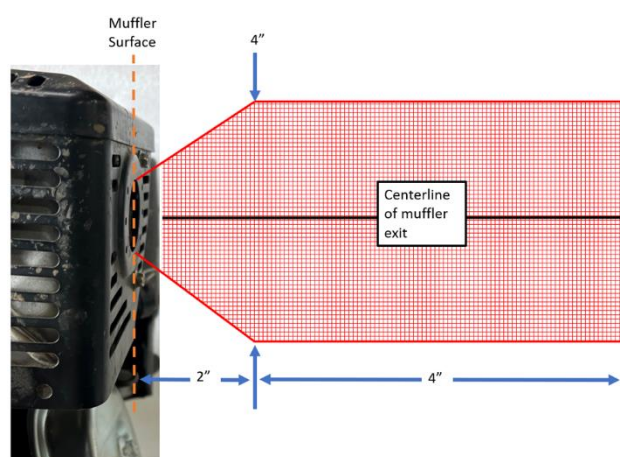 Muffler
Surface
4”
Centerline
of muffler
exit
2”
4”